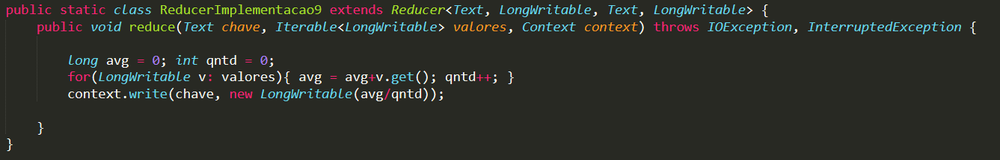 public static class ReducerImplementacao9 extends Reducer<Text, LongWritable, Text, LongWritable> {
    public void reduce(Text chave, Iterable<LongWritable> valores, Context context) throws IOException, InterruptedException {
        long avg = 0; int qntd = 0;
        for(LongWritable v: valores){ avg = avg+v.get(); qntd++; }
        context.write(chave, new LongWritable(avg/qntd));
    }
}